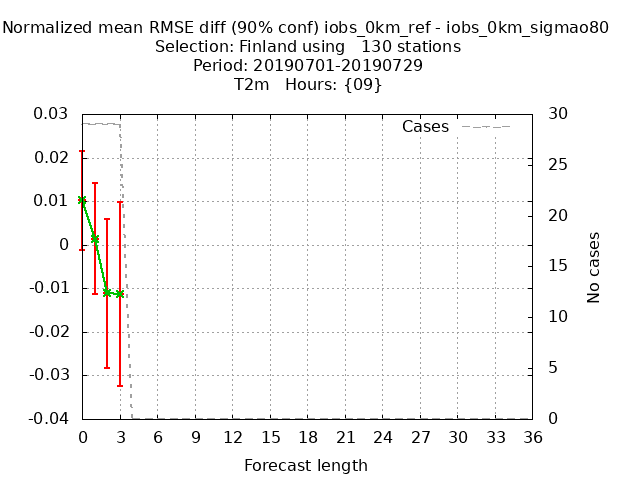 Normalized mean RMSE diff (90% conf) iobs_0km_ref - iobs_0km_sigmao80
Selection: Finland using   130 stations
Period: 20190701-20190729
T2m   Hours: {09}
Cases
0.03
0.02
0.01
0
-0.01
-0.02
-0.03
-0.04
30
25
20
15
10
5
0
No cases
0 3 6 9 12 15 18 21 24 27 30 33 36
Forecast length